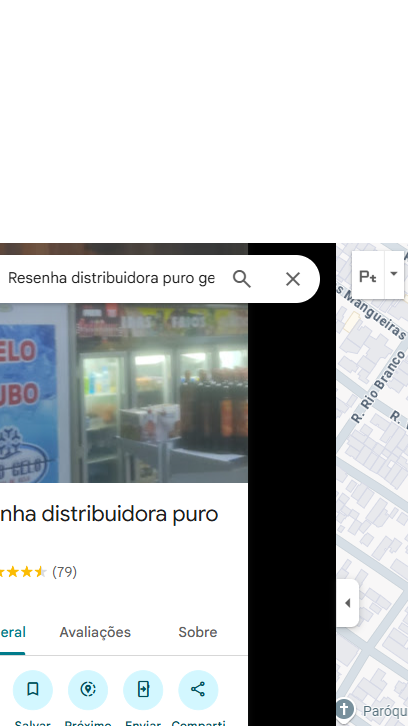 Resenha distribuidora puro ge
Pt
s Mangueiras
R. Rio Branco
R.
ELO
UBO
GELO
nha distribuidora puro
(79)
eral
Avaliações
Sobre
Salvar
Próximo
Enviar
Comparti
Parógu